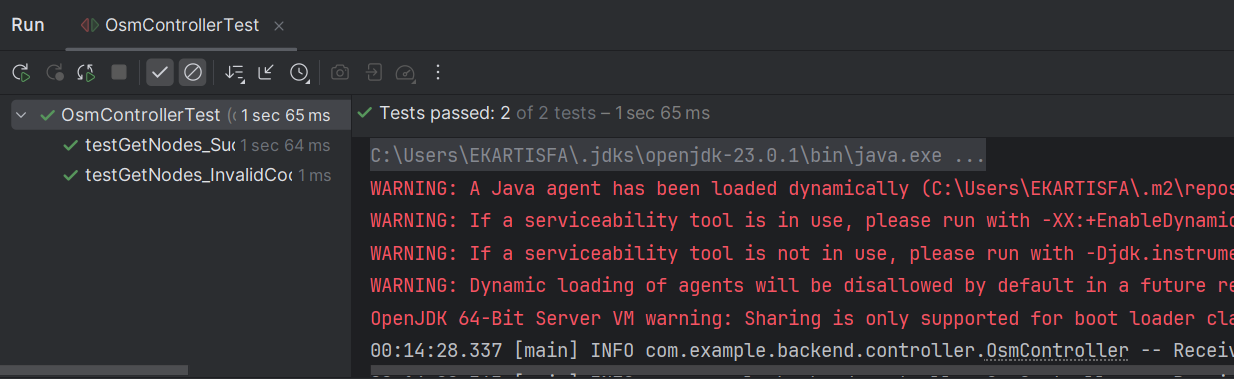 Run OsmControllerTest
OsmControllerTest 1 sec 65 ms
testGetNodes_Suc 1 sec 64 ms
testGetNodes_InvalidCoo 1 ms
Tests passed: 2 of 2 tests – 1 sec 65 ms
C:\Users\EKARTISFA\.jdks\openjdk-23.0.1\bin\java.exe ...
WARNING: A Java agent has been loaded dynamically (C:\Users\EKARTISFA\.m2\repos
WARNING: If a serviceability tool is in use, please run with -XX:+EnableDynamic
WARNING: If a serviceability tool is not in use, please run with -Djdk.instrume
WARNING: Dynamic loading of agents will be disallowed by default in a future re
OpenJDK 64-Bit Server VM warning: Sharing is only supported for boot loader cla
00:14:28.337 [main] INFO com.example.backend.controller.OsmController -- Receiv